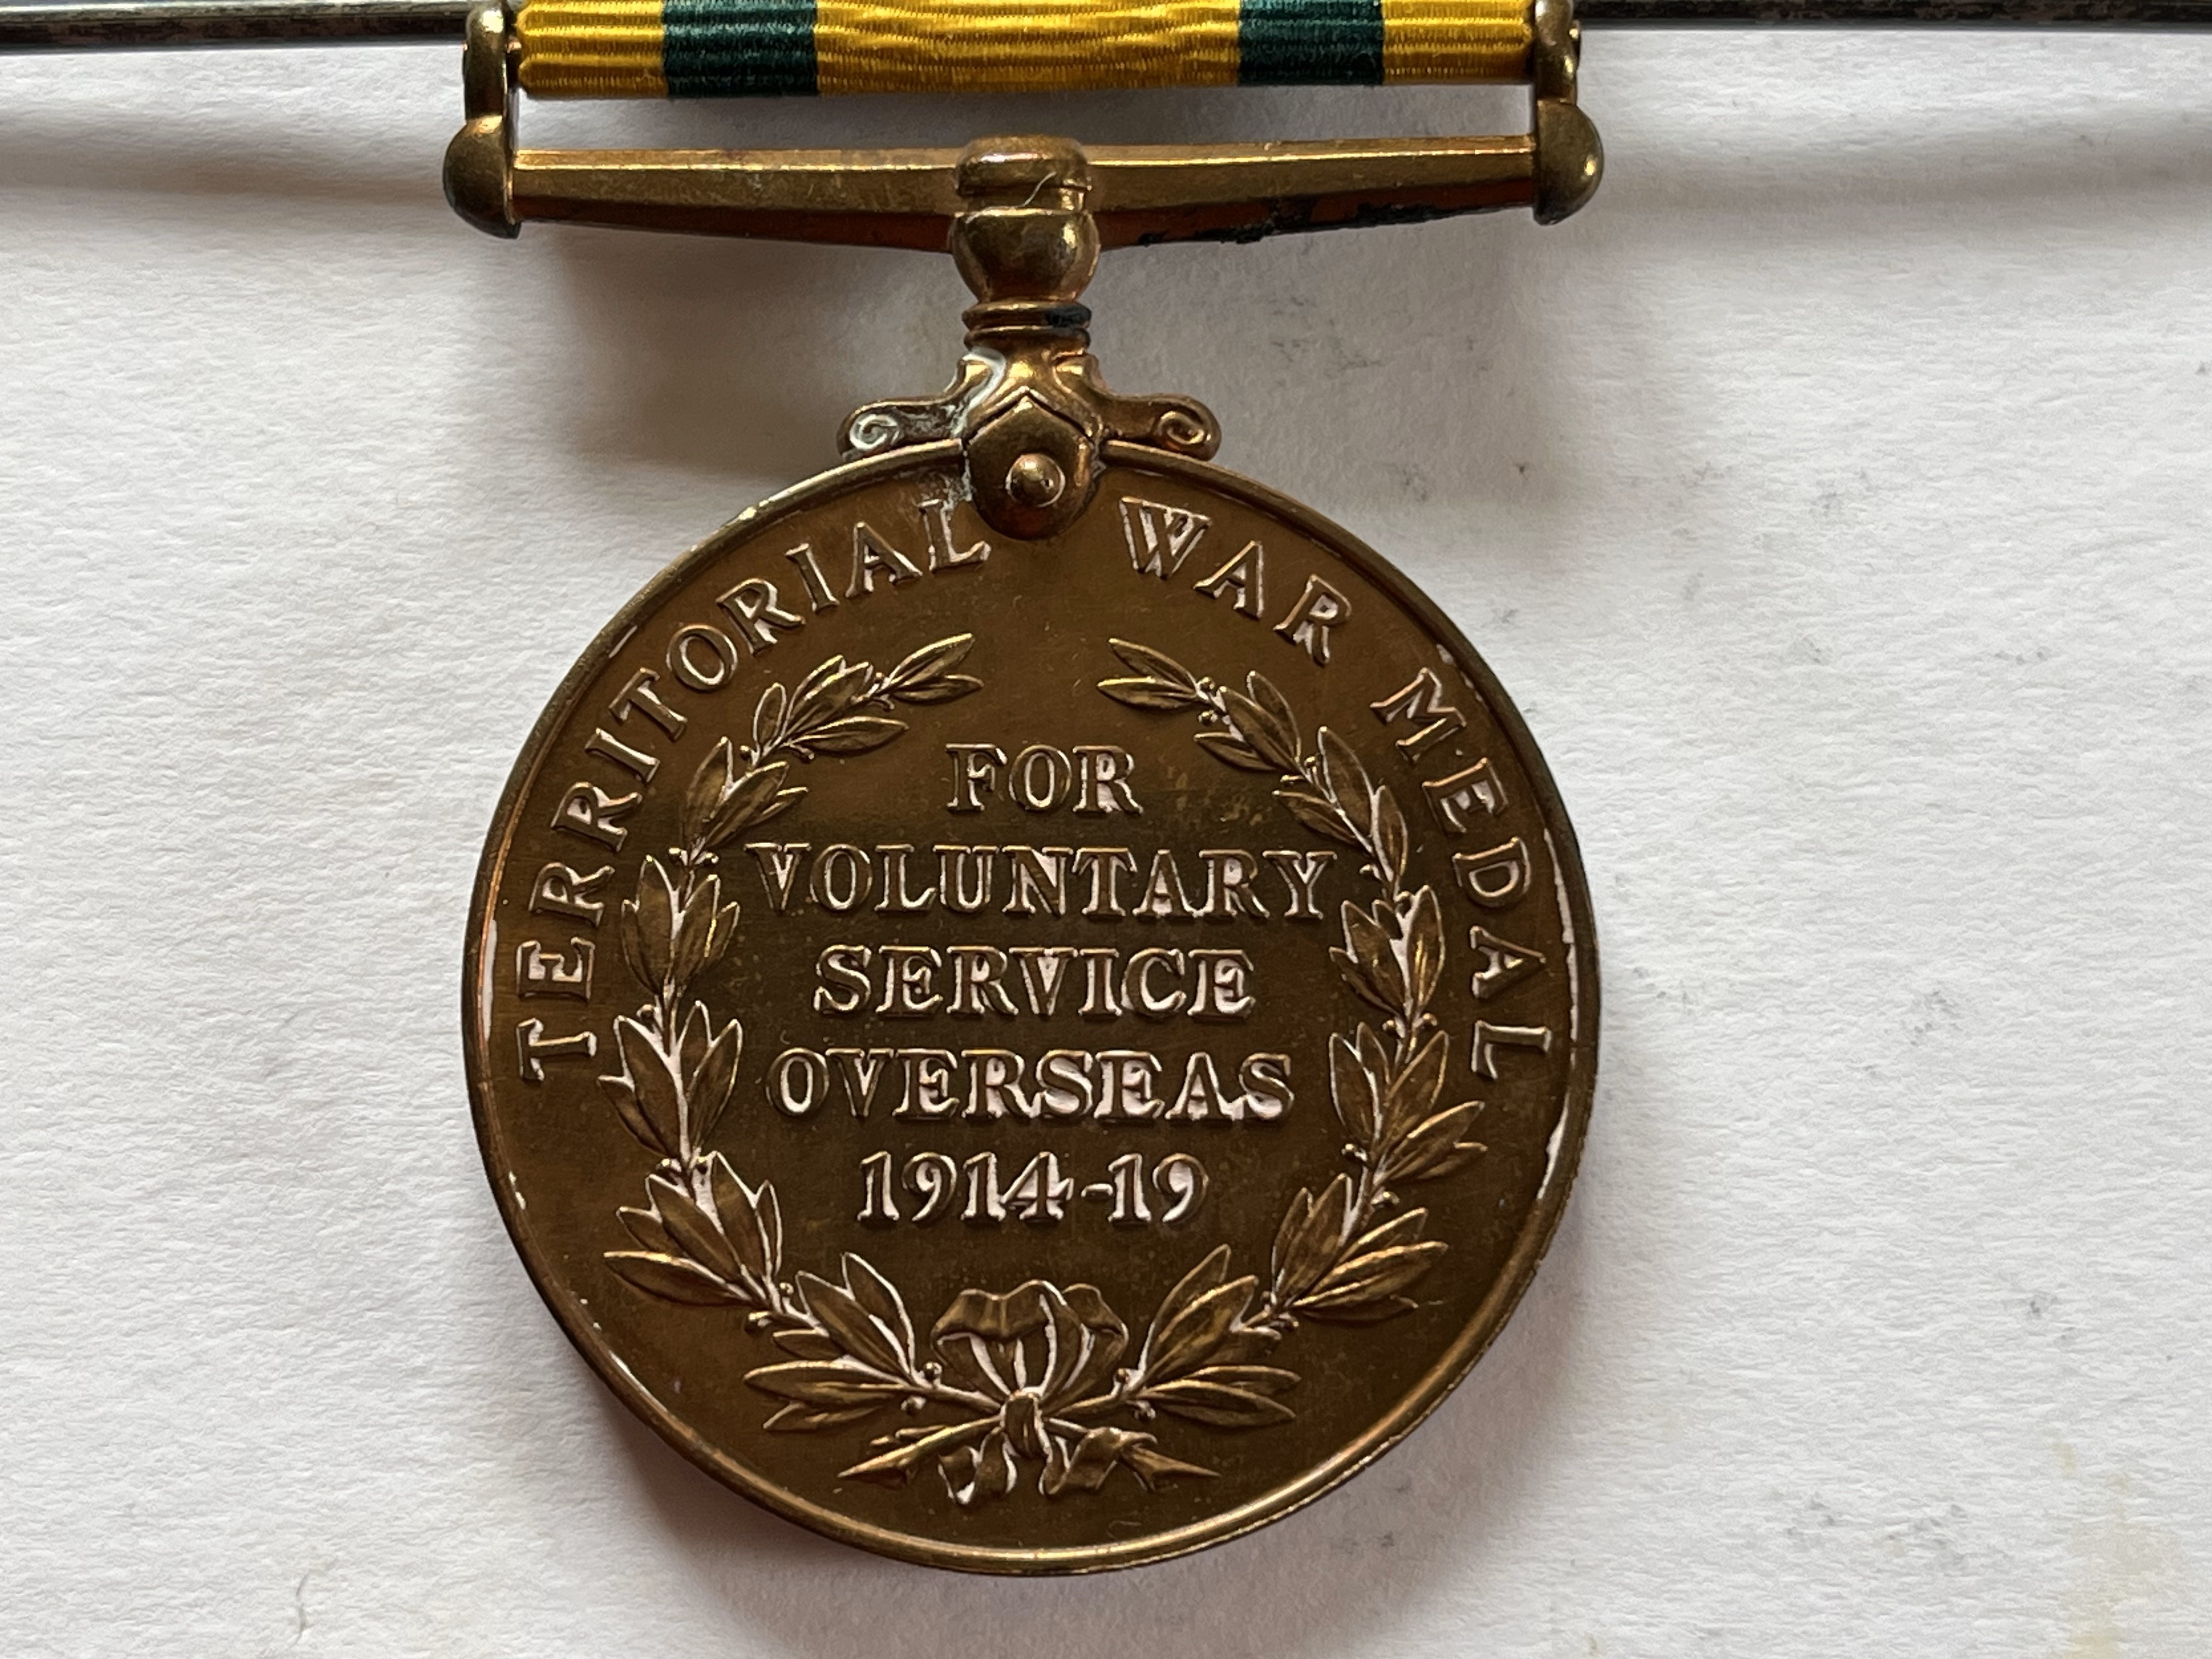 TERRITORIAL WAR MEDAL
FOR
VOLUNTARY
SERVICE
OVERSEAS
1914-19